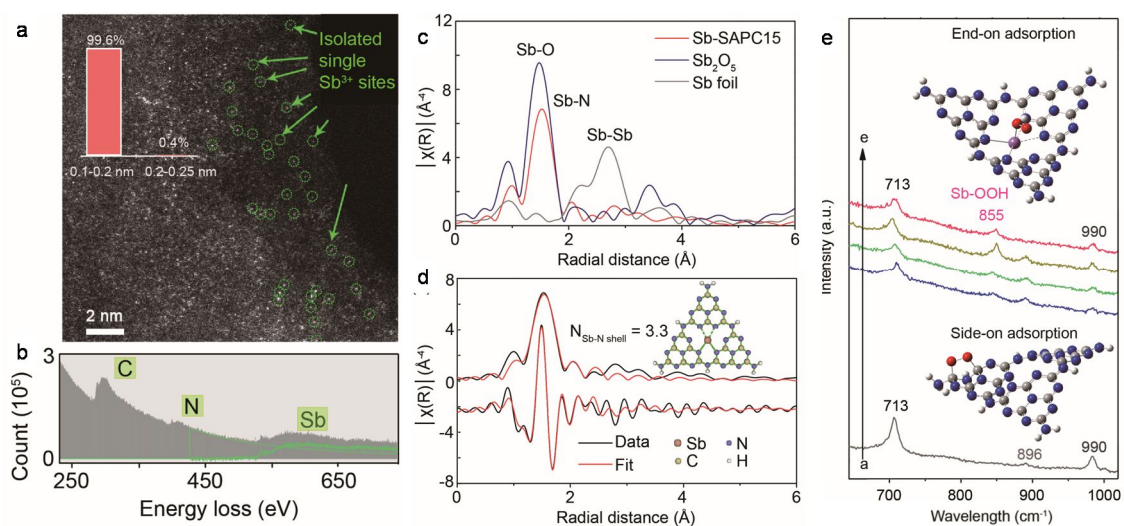 a
99.6%
0.4%
0.1-0.2 nm
0.2-0.25 nm
Isolated
single
Sb³⁺ sites
2 nm
b
Count (10⁵)
3
0
C
N
Sb
250
450
650
Energy loss (eV)
c
|χ(R)| (Å⁻⁴)
12
8
4
0
Sb-O
Sb-N
Sb-Sb
Sb-SAPC15
Sb₂O₅
Sb foil
0
2
4
6
Radial distance (Å)
d
|χ(R)| (Å⁻⁴)
8
4
0
-4
-8
N Sb-N shell = 3.3
Data
Fit
Sb
N
C
H
0
2
4
6
Radial distance (Å)
e
End-on adsorption
Intensity (a.u.)
e
713
Sb-OOH
855
990
Side-on adsorption
713
896
990
a
700
800
900
1000
Wavelength (cm⁻¹)